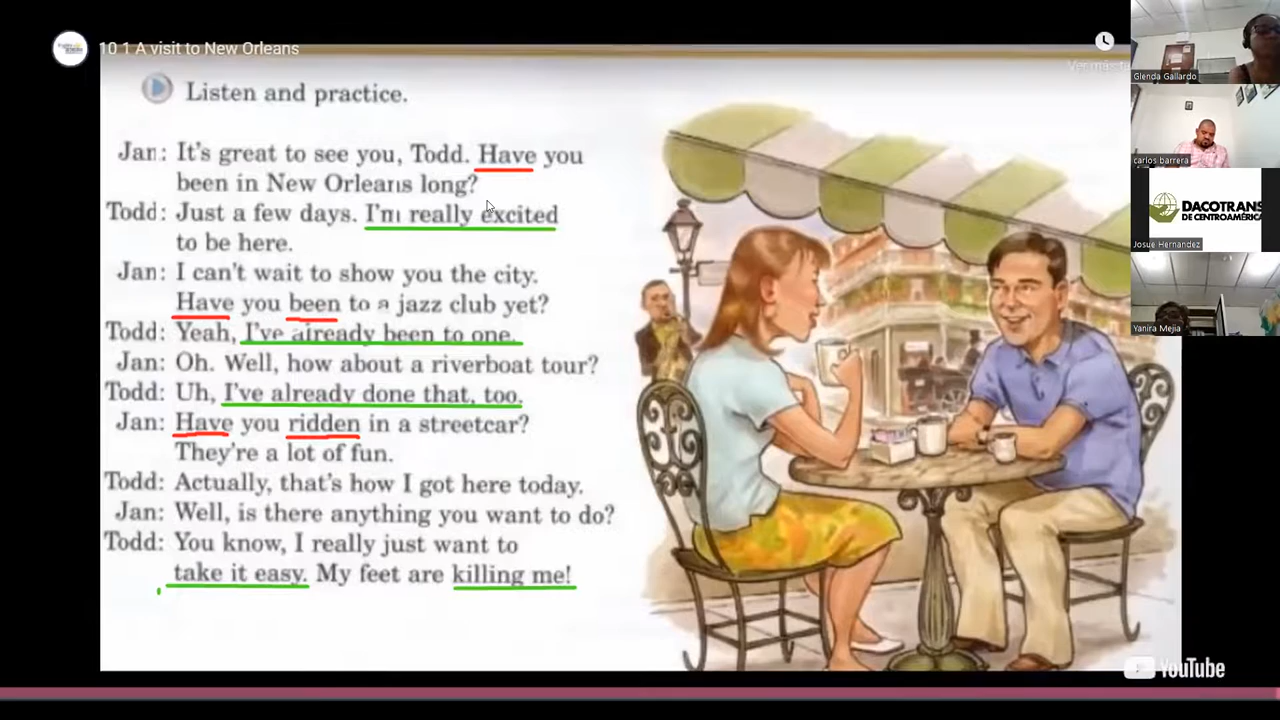 10 1 A visit to New Orleans
Listen and practice.
Jan: It's great to see you, Todd. Have you
been in New Orleans long?
Todd: Just a few days. I'm really excited
to be here.
Jan: I can't wait to show you the city.
Have you been to a jazz club yet?
Todd: Yeah, I've already been to one.
Jan: Oh. Well, how about a riverboat tour?
Todd: Uh, I've already done that, too.
Jan: Have you ridden in a streetcar?
They're a lot of fun.
Todd: Actually, that's how I got here today.
Jan: Well, is there anything you want to do?
Todd: You know, I really just want to
take it easy. My feet are killing me!
Glenda Gallardo
carlos barrera
DACOTRANS
DE CENTROAMÉRICA
Josue Hernandez
Yanira Mejia
YouTube